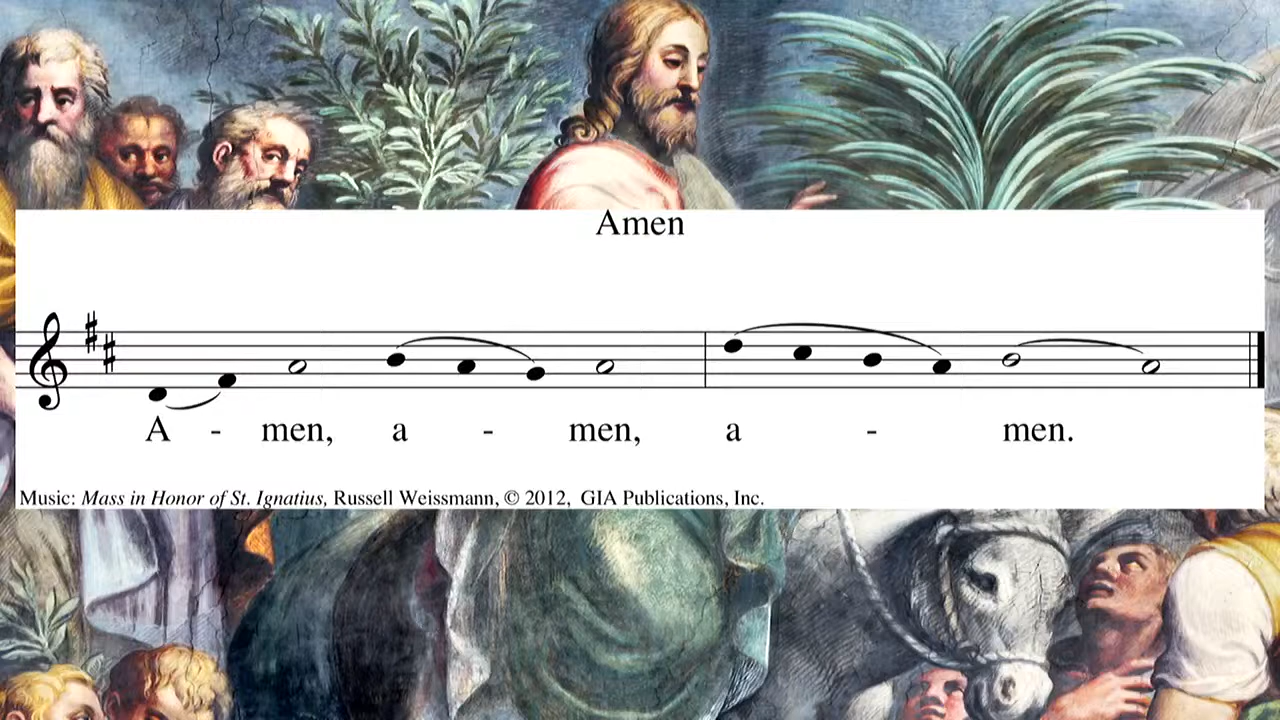 Amen
A - men, a - men, a - men.
Music: Mass in Honor of St. Ignatius, Russell Weissmann, © 2012, GIA Publications, Inc.